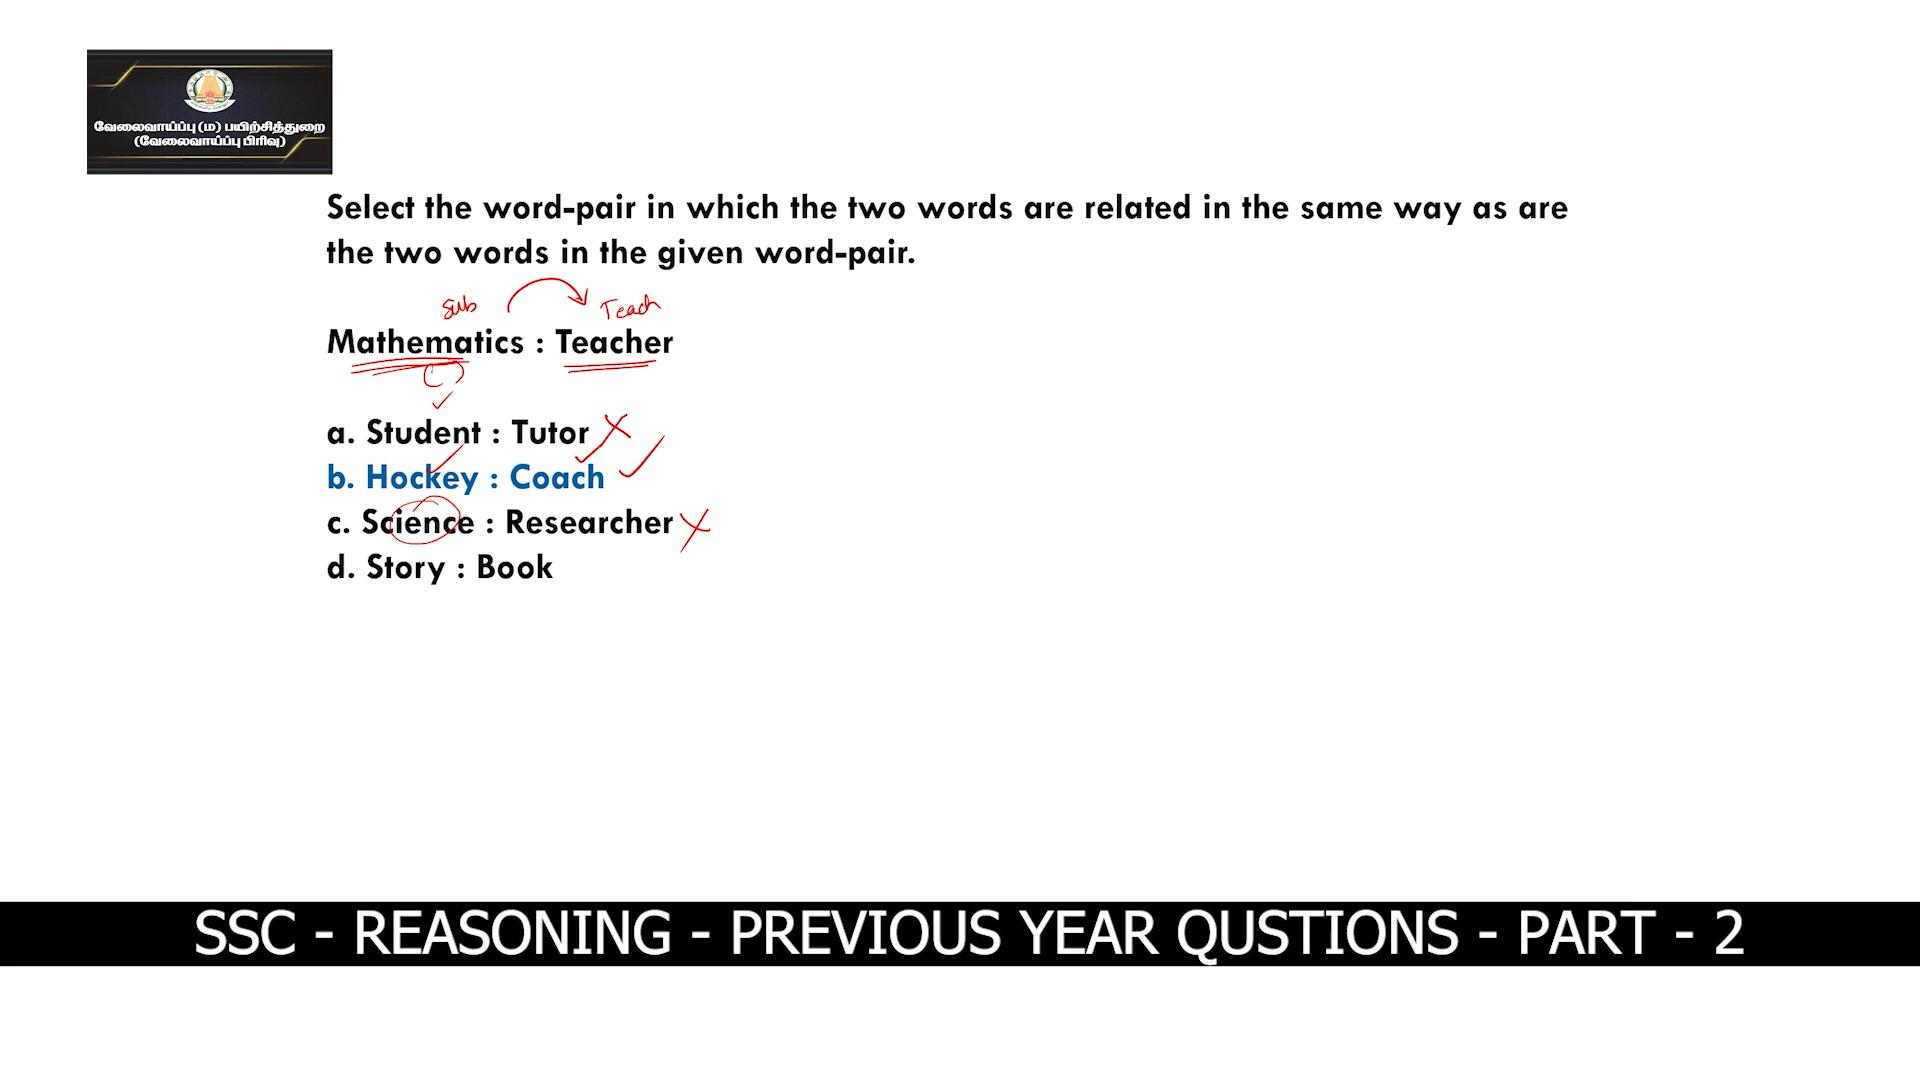 வேலைவாய்ப்பு (ம) பயிற்சித்துறை
(வேலைவாய்ப்பு பிரிவு)
Select the word-pair in which the two words are related in the same way as are
the two words in the given word-pair.
Sub Teach
Mathematics : Teacher
a. Student : Tutor
b. Hockey : Coach
c. Science : Researcher
d. Story : Book
SSC - REASONING - PREVIOUS YEAR QUSTIONS - PART - 2